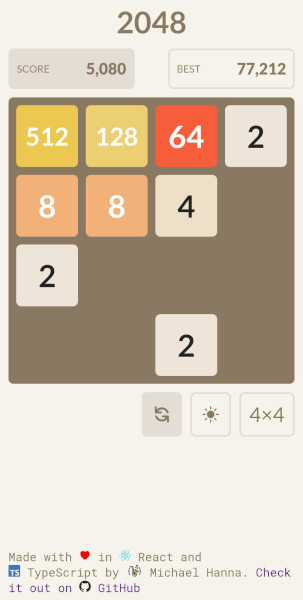 2048
SCORE 5,080 BEST 77,212
512 128 64 2
8 8 4
2
2
4×4
Made with in React and
TS TypeScript by Michael Hanna. Check
it out on GitHub